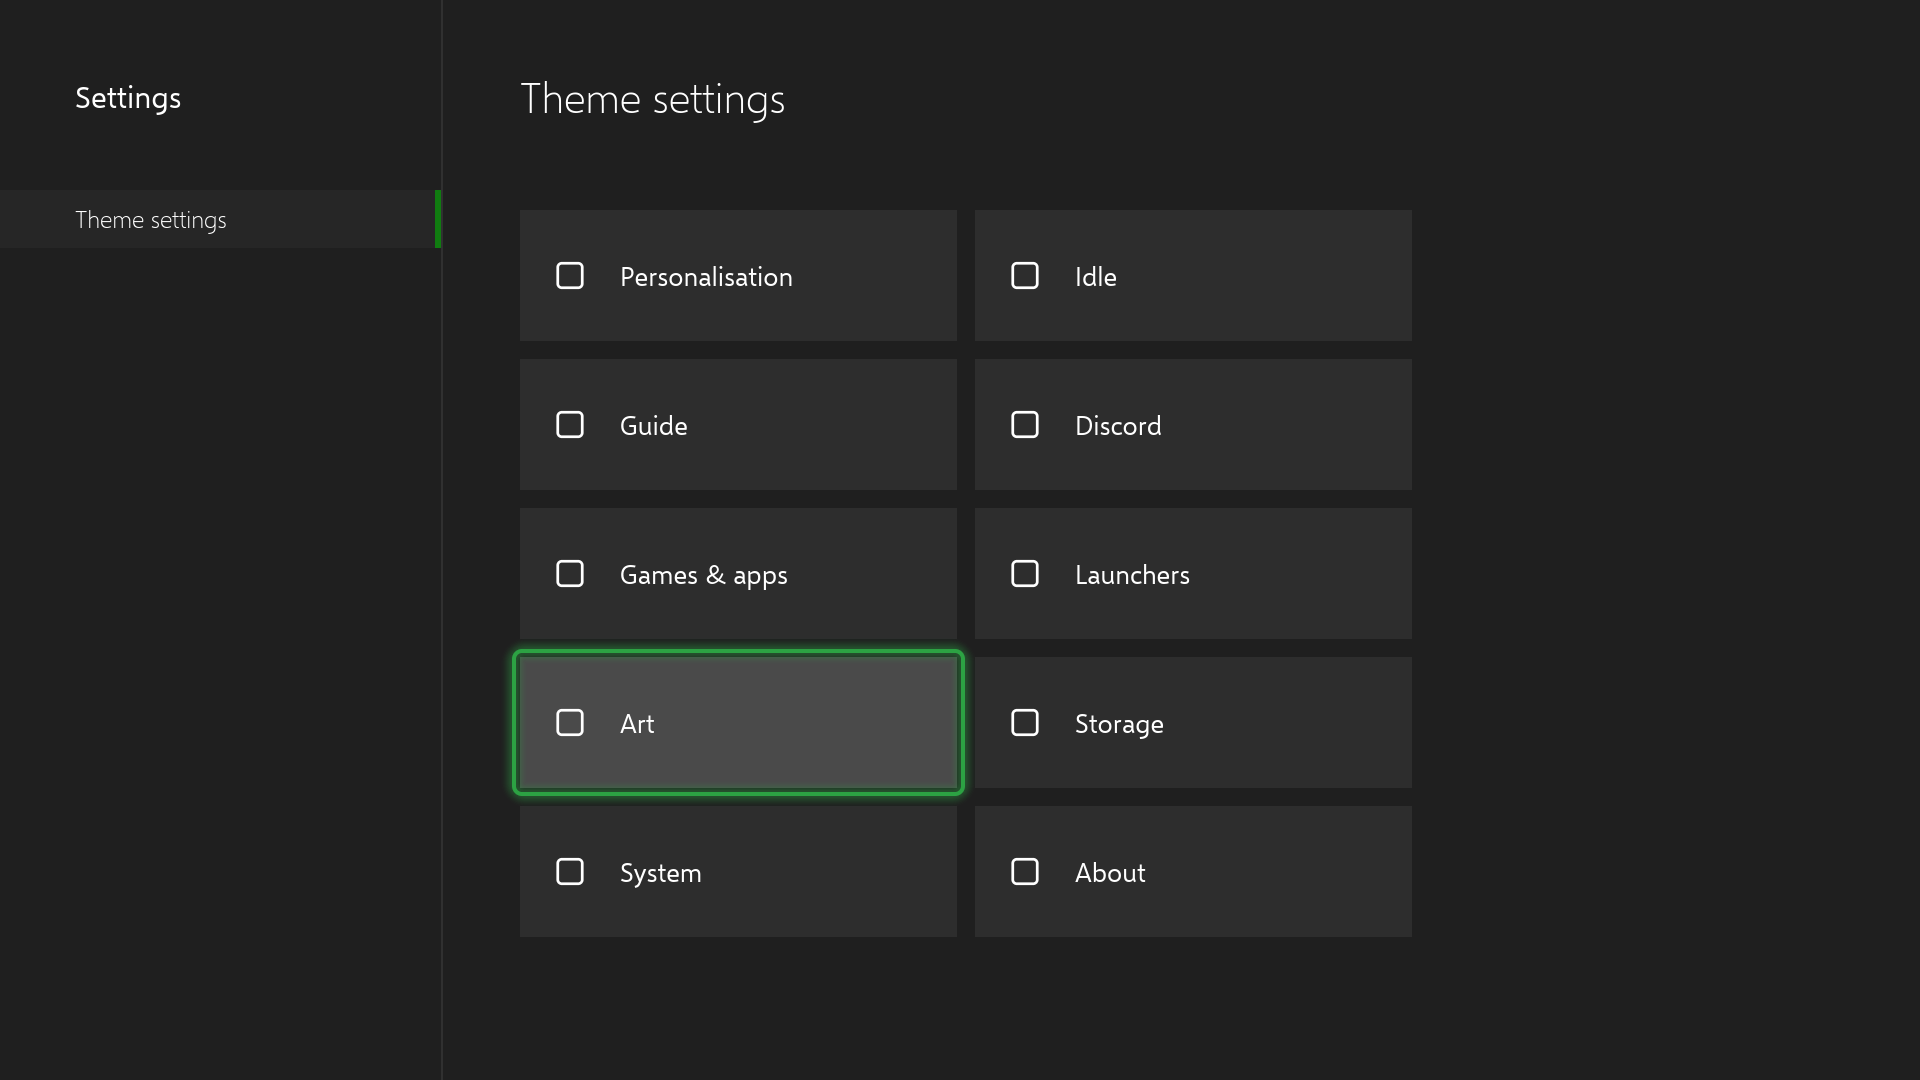 Settings
Theme settings
Theme settings
Personalisation
Idle
Guide
Discord
Games & apps
Launchers
Art
Storage
System
About